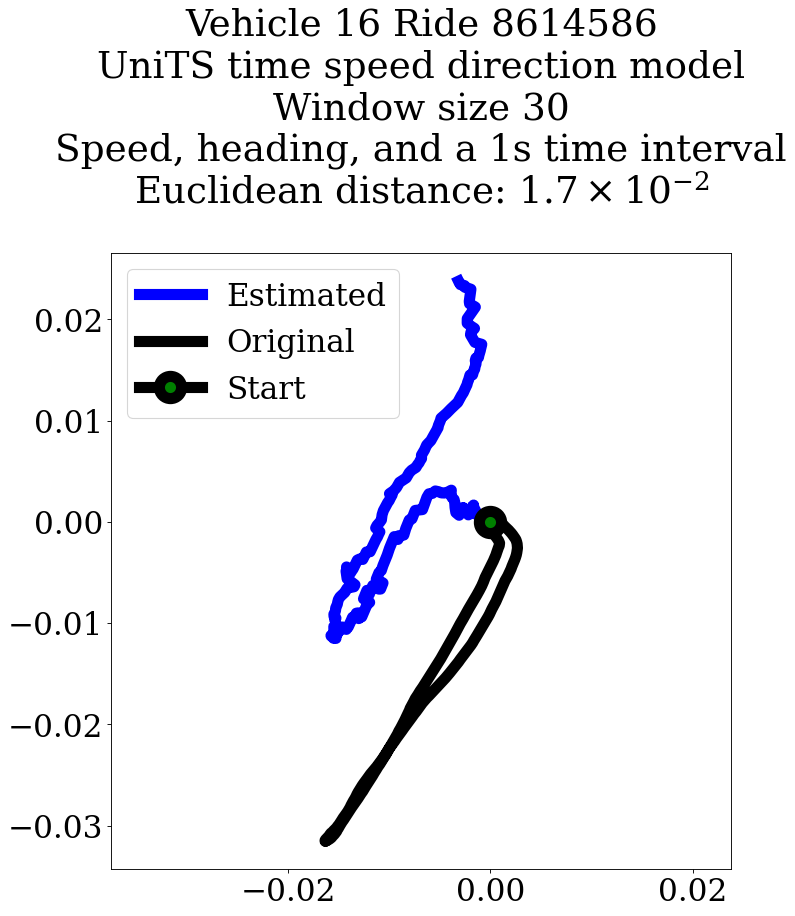 Vehicle 16 Ride 8614586
UniTS time speed direction model
Window size 30
Speed, heading, and a 1s time interval
Euclidean distance: 1.7 × 10⁻²
Estimated
Original
Start
0.02
0.01
0.00
−0.01
−0.02
−0.03
−0.02 0.00 0.02